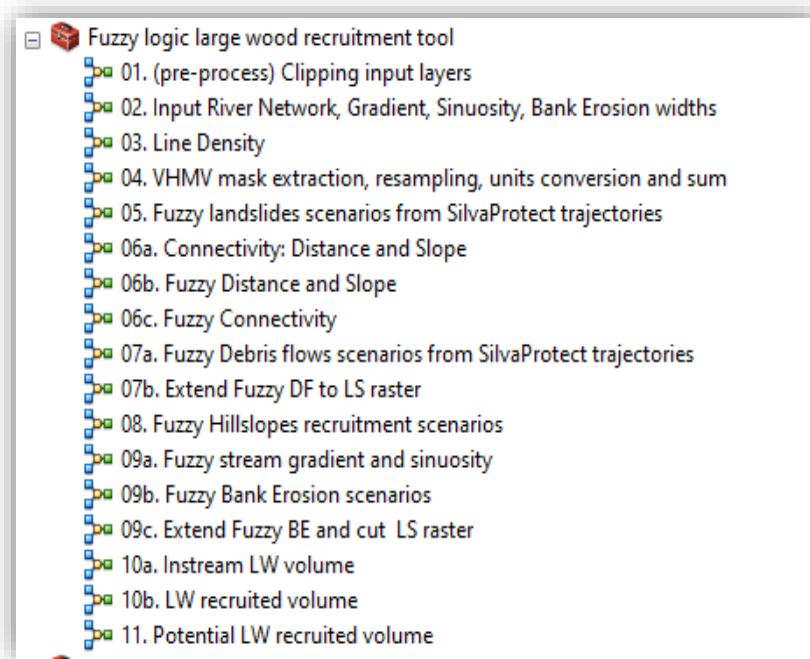 Fuzzy logic large wood recruitment tool
01. (pre-process) Clipping input layers
02. Input River Network, Gradient, Sinuosity, Bank Erosion widths
03. Line Density
04. VHMV mask extraction, resampling, units conversion and sum
05. Fuzzy landslides scenarios from SilvaProtect trajectories
06a. Connectivity: Distance and Slope
06b. Fuzzy Distance and Slope
06c. Fuzzy Connectivity
07a. Fuzzy Debris flows scenarios from SilvaProtect trajectories
07b. Extend Fuzzy DF to LS raster
08. Fuzzy Hillslopes recruitment scenarios
09a. Fuzzy stream gradient and sinuosity
09b. Fuzzy Bank Erosion scenarios
09c. Extend Fuzzy BE and cut  LS raster
10a. Instream LW volume
10b. LW recruited volume
11. Potential LW recruited volume